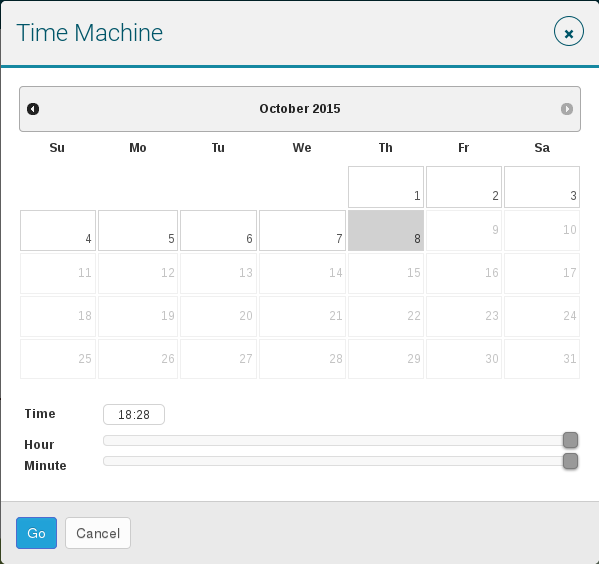 Time Machine
October 2015
Su Mo Tu We Th Fr Sa
1 2 3
4 5 6 7 8 9 10
11 12 13 14 15 16 17
18 19 20 21 22 23 24
25 26 27 28 29 30 31
Time 18:28
Hour
Minute
Go Cancel